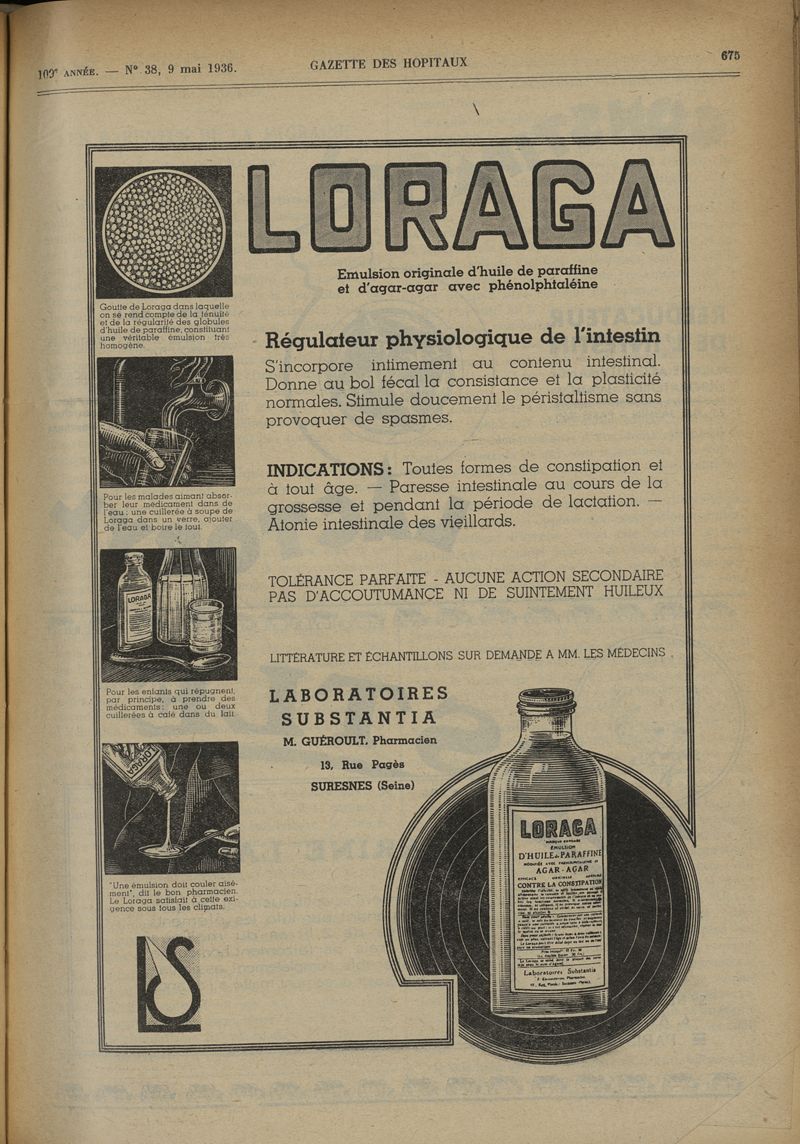 109e ANNÉE. — N° 38, 9 mai 1936.
GAZETTE DES HOPITAUX
675
LORAGA
Emulsion originale d'huile de paraffine
et d'agar-agar avec phénolphtaléine
Goutte de Loraga dans laquelle
on se rend compte de la ténuité
et de la régularité des globules
d'huile de paraffine, constituant
une véritable émulsion très
homogène.
Régulateur physiologique de l'intestin
S'incorpore intimement au contenu intestinal.
Donne au bol fécal la consistance et la plasticité
normales. Stimule doucement le péristaltisme sans
provoquer de spasmes.
Pour les malades aimant absor-
ber leur médicament dans de
l'eau : une cuillerée à soupe de
Loraga dans un verre, ajouter
de l'eau et boire le tout.
INDICATIONS : Toutes formes de constipation et
à tout âge. — Paresse intestinale au cours de la
grossesse et pendant la période de lactation. —
Atonie intestinale des vieillards.
LORAGA
TOLÉRANCE PARFAITE - AUCUNE ACTION SECONDAIRE
PAS D'ACCOUTUMANCE NI DE SUINTEMENT HUILEUX
Pour les enfants qui répugnent,
par principe, à prendre des
médicaments : une ou deux
cuillerées à café dans du lait.
LITTÉRATURE ET ÉCHANTILLONS SUR DEMANDE A MM. LES MÉDECINS.
LABORATOIRES
SUBSTANTIA
M. GUÉROULT, Pharmacien
13, Rue Pagès
SURESNES (Seine)
LORAGA
"Une émulsion doit couler aisé-
ment", dit le bon pharmacien.
Le Loraga satisfait à cette exi-
gence sous tous les climats.
LS
LORAGA
EMULSION
D'HUILE de PARAFFINE
AGAR-AGAR
CONTRE LA CONSTIPATION
Laboratoires Substantia